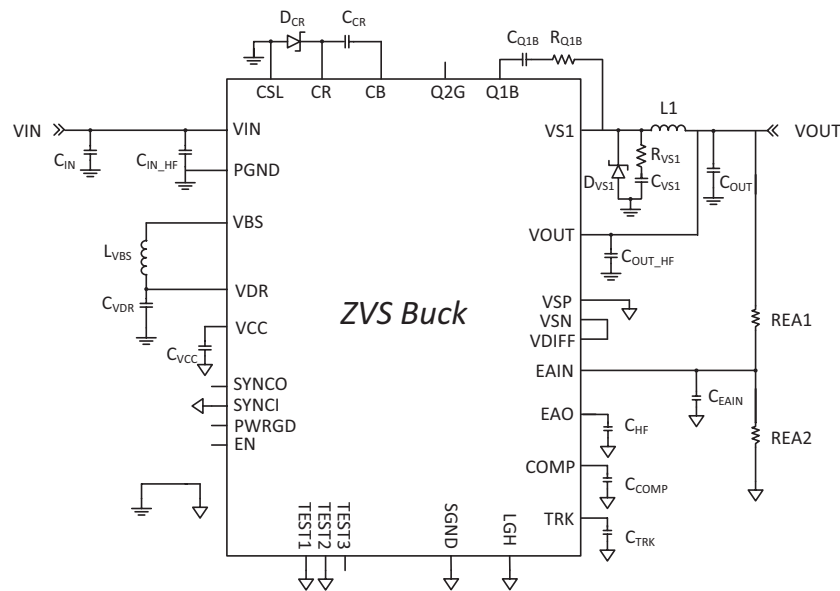 DCR CCR
CQ1B RQ1B
CSL CR CB Q2G Q1B
L1
VIN VIN VS1 VOUT
CIN CIN_HF
PGND
RVS1
DVS1 CVS1 COUT
VBS VOUT
LVBS COUT_HF
VDR
CVDR
ZVS Buck
VSP
VSN
VDIFF
REA1
VCC
CVCC
EAIN
CEAIN
SYNCO
SYNCI
PWRGD
EN
EAO
CHF
REA2
COMP
CCOMP
TEST1 TEST2 TEST3 SGND LGH
TRK
CTRK